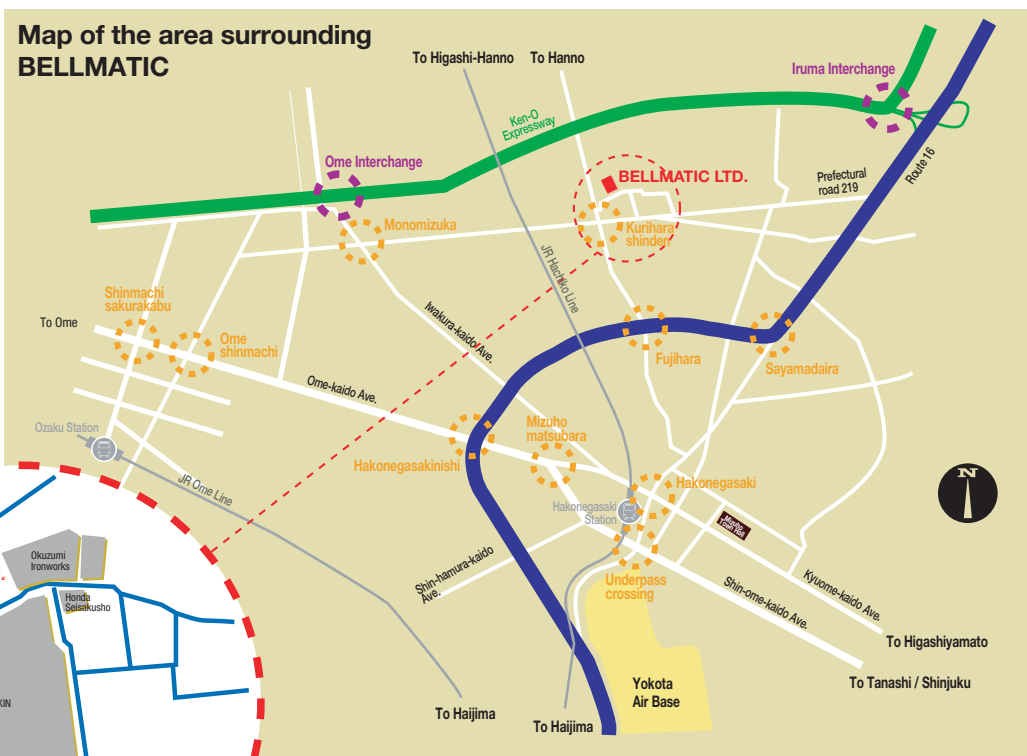 Map of the area surrounding
BELLMATIC
To Higashi-Hanno
To Hanno
Iruma Interchange
Ken-O
Expressway
Route 16
Ome Interchange
BELLMATIC LTD.
Prefectural
road 219
Monomizuka
Kurihara
shinden
JR Hachiko Line
Shinmachi
sakurakabu
To Ome
Ome
shinmachi
Iwakura-kaido Ave.
Fujihara
Sayamadaira
Ome-kaido Ave.
Ozaku Station
Mizuho
matsubara
Hakonegasakinishi
JR Ome Line
Hakonegasaki
Hakonegasaki
Station
Mizuho
Town Hall
N
Okuzumi
Ironworks
Honda
Seisakusho
Shin-hamura-kaido
Ave.
Underpass
crossing
Shin-ome-kaido Ave.
Kyuome-kaido Ave.
To Higashiyamato
To Tanashi / Shinjuku
Yokota
Air Base
KIN
To Haijima
To Haijima